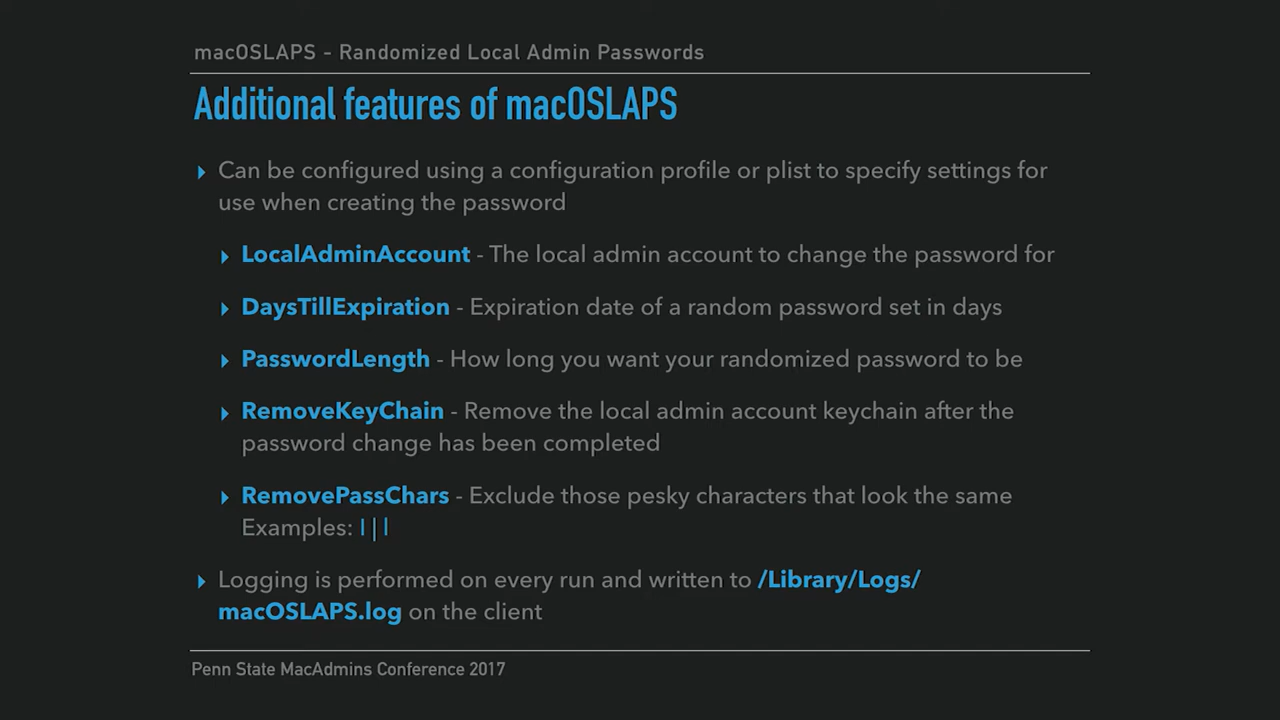 macOSLAPS - Randomized Local Admin Passwords
Additional features of macOSLAPS
▸ Can be configured using a configuration profile or plist to specify settings for
use when creating the password
▸ LocalAdminAccount - The local admin account to change the password for
▸ DaysTillExpiration - Expiration date of a random password set in days
▸ PasswordLength - How long you want your randomized password to be
▸ RemoveKeyChain - Remove the local admin account keychain after the
password change has been completed
▸ RemovePassChars - Exclude those pesky characters that look the same
Examples: I | l
▸ Logging is performed on every run and written to /Library/Logs/
macOSLAPS.log on the client
Penn State MacAdmins Conference 2017